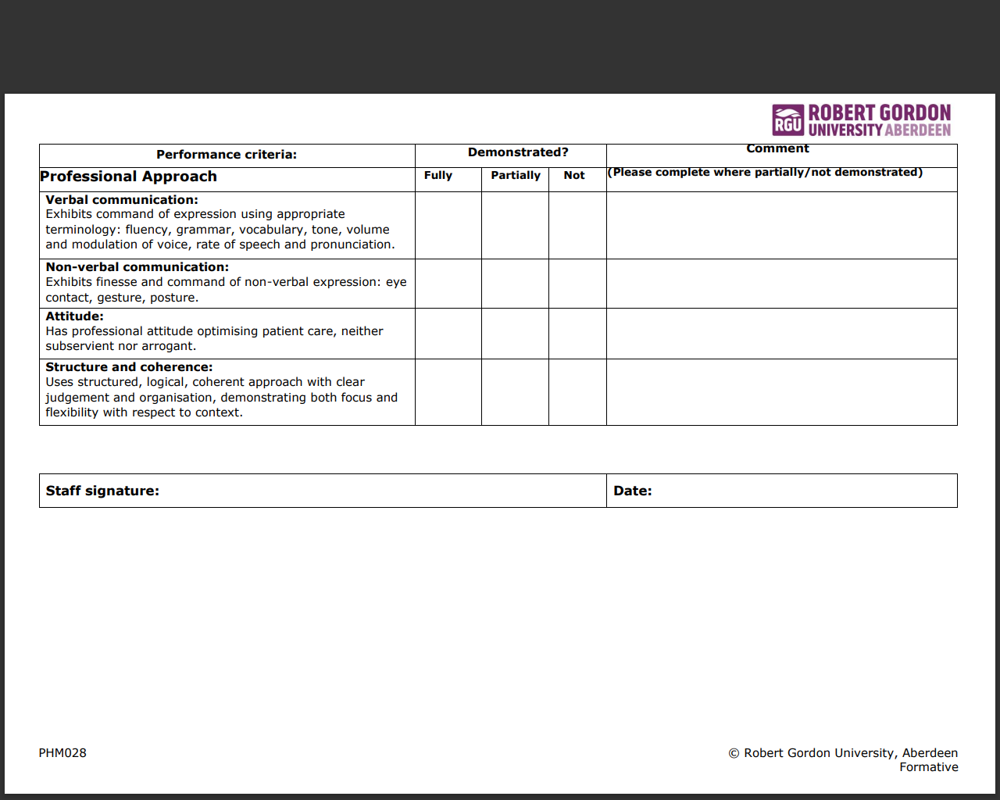 RGU ROBERT GORDON
UNIVERSITY ABERDEEN
Performance criteria: Demonstrated? Comment
Professional Approach Fully Partially Not (Please complete where partially/not demonstrated)
Verbal communication:
Exhibits command of expression using appropriate
terminology: fluency, grammar, vocabulary, tone, volume
and modulation of voice, rate of speech and pronunciation.
Non-verbal communication:
Exhibits finesse and command of non-verbal expression: eye
contact, gesture, posture.
Attitude:
Has professional attitude optimising patient care, neither
subservient nor arrogant.
Structure and coherence:
Uses structured, logical, coherent approach with clear
judgement and organisation, demonstrating both focus and
flexibility with respect to context.
Staff signature: Date:
PHM028 © Robert Gordon University, Aberdeen
Formative